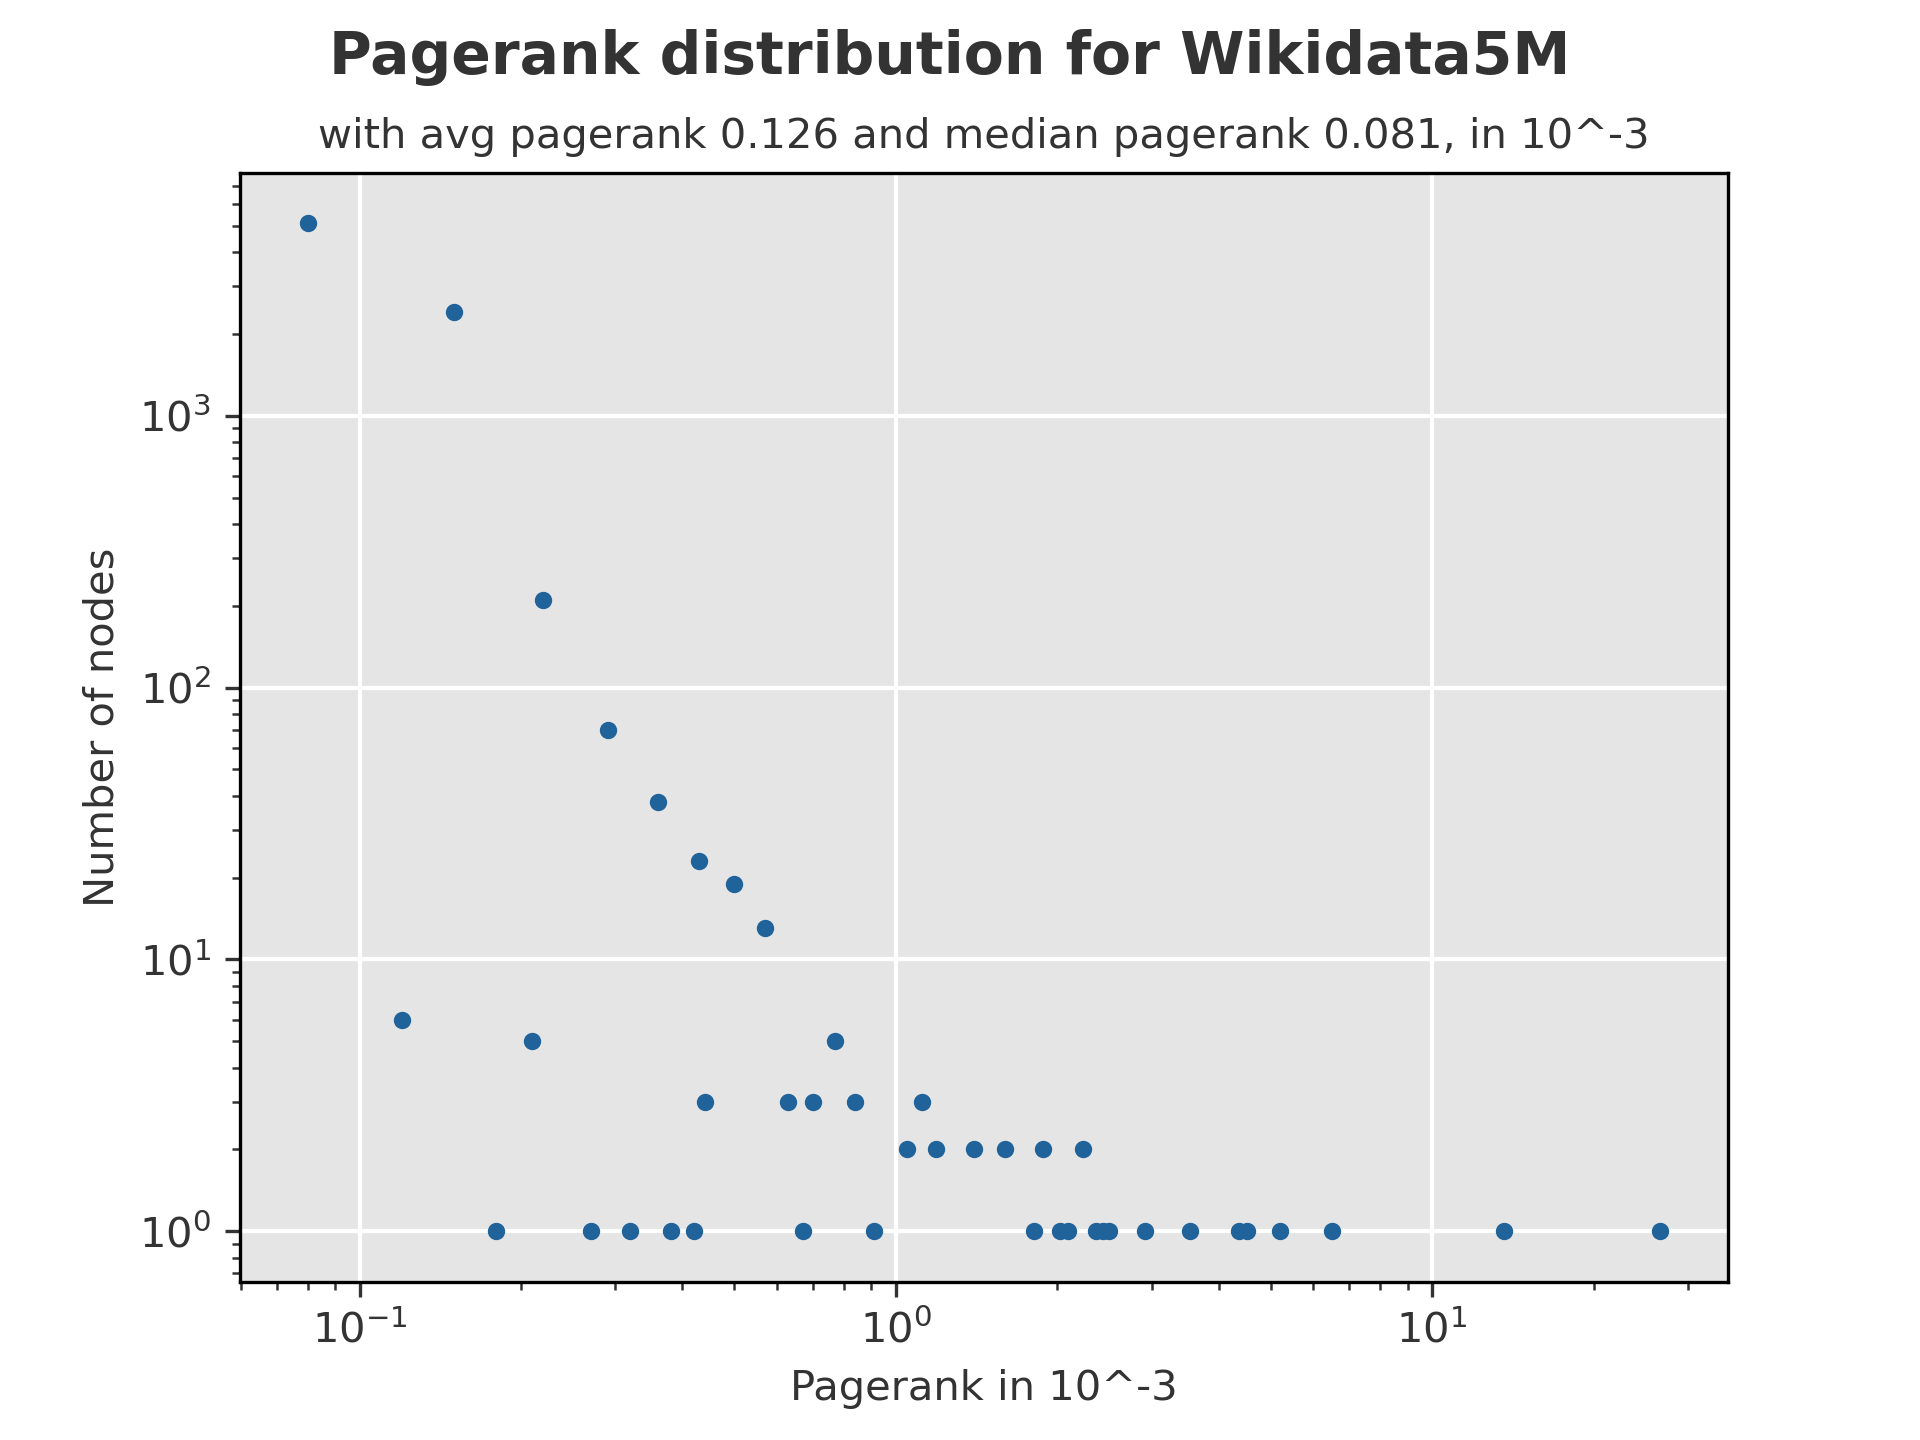 Pagerank distribution for Wikidata5M
with avg pagerank 0.126 and median pagerank 0.081, in 10^-3
Number of nodes
10³
10²
10¹
10⁰
10⁻¹ 10⁰ 10¹
Pagerank in 10^-3